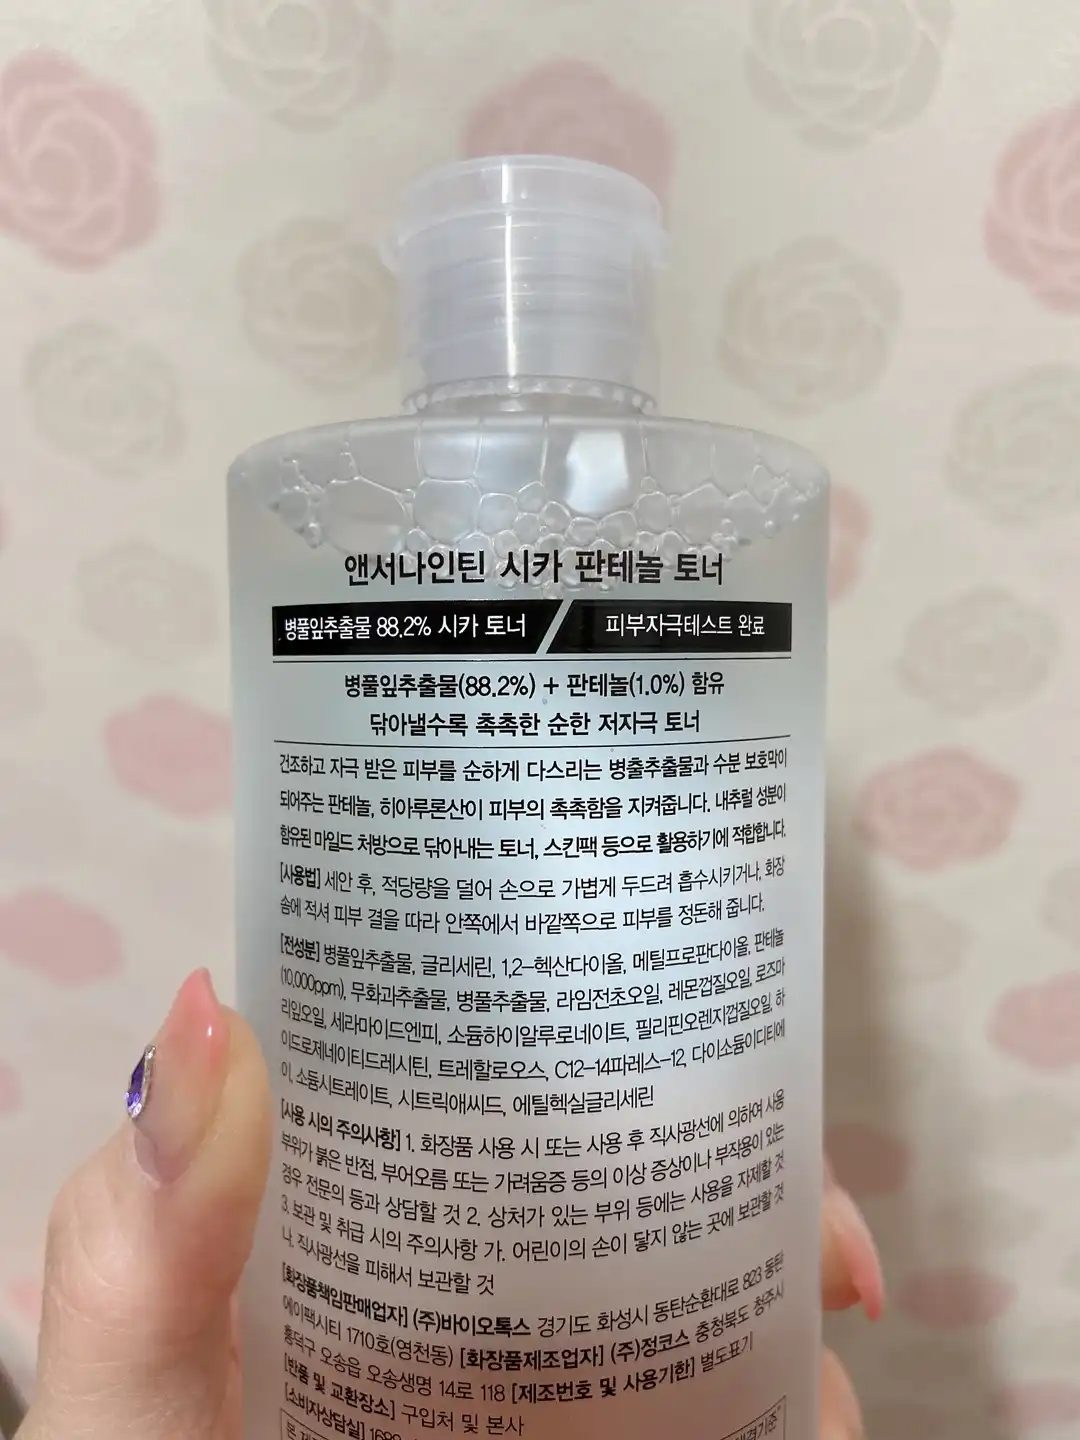 앤서나인틴 시카 판테놀 토너
병풀잎추출물 88.2% 시카 토너
피부자극테스트 완료
병풀잎추출물(88.2%) + 판테놀(1.0%) 함유
닦아낼수록 촉촉한 순한 저자극 토너
건조하고 자극 받은 피부를 순하게 다스리는 병출추출물과 수분 보호막이
되어주는 판테놀, 히아루론산이 피부의 촉촉함을 지켜줍니다. 내추럴 성분이
함유된 마일드 처방으로 닦아내는 토너, 스킨팩 등으로 활용하기에 적합합니다.
[사용법] 세안 후, 적당량을 덜어 손으로 가볍게 두드려 흡수시키거나, 화장
솜에 적셔 피부 결을 따라 안쪽에서 바깥쪽으로 피부를 정돈해 줍니다.
[전성분] 병풀잎추출물, 글리세린, 1,2-헥산다이올, 메틸프로판다이올, 판테놀
(10,000ppm), 무화과추출물, 병풀추출물, 라임전초오일, 레몬껍질오일, 로즈마
리잎오일, 세라마이드엔피, 소듐하이알루로네이트, 필리핀오렌지껍질오일, 하
이드로제네이티드레시틴, 트레할로오스, C12-14파레스-12, 다이소듐이디티에
이, 소듐시트레이트, 시트릭애씨드, 에틸헥실글리세린
[사용 시의 주의사항] 1. 화장품 사용 시 또는 사용 후 직사광선에 의하여 사용
부위가 붉은 반점, 부어오름 또는 가려움증 등의 이상 증상이나 부작용이 있는
경우 전문의 등과 상담할 것 2. 상처가 있는 부위 등에는 사용을 자제할 것
3. 보관 및 취급 시의 주의사항 가. 어린이의 손이 닿지 않는 곳에 보관할 것
나. 직사광선을 피해서 보관할 것
[화장품책임판매업자] (주)바이오톡스 경기도 화성시 동탄순환대로 823 동탄
에이팩시티 1710호(영천동) [화장품제조업자] (주)정코스 충청북도 청주시
흥덕구 오송읍 오송생명 14로 118 [제조번호 및 사용기한] 별도표기
[반품 및 교환장소] 구입처 및 본사
[소비자상담실]